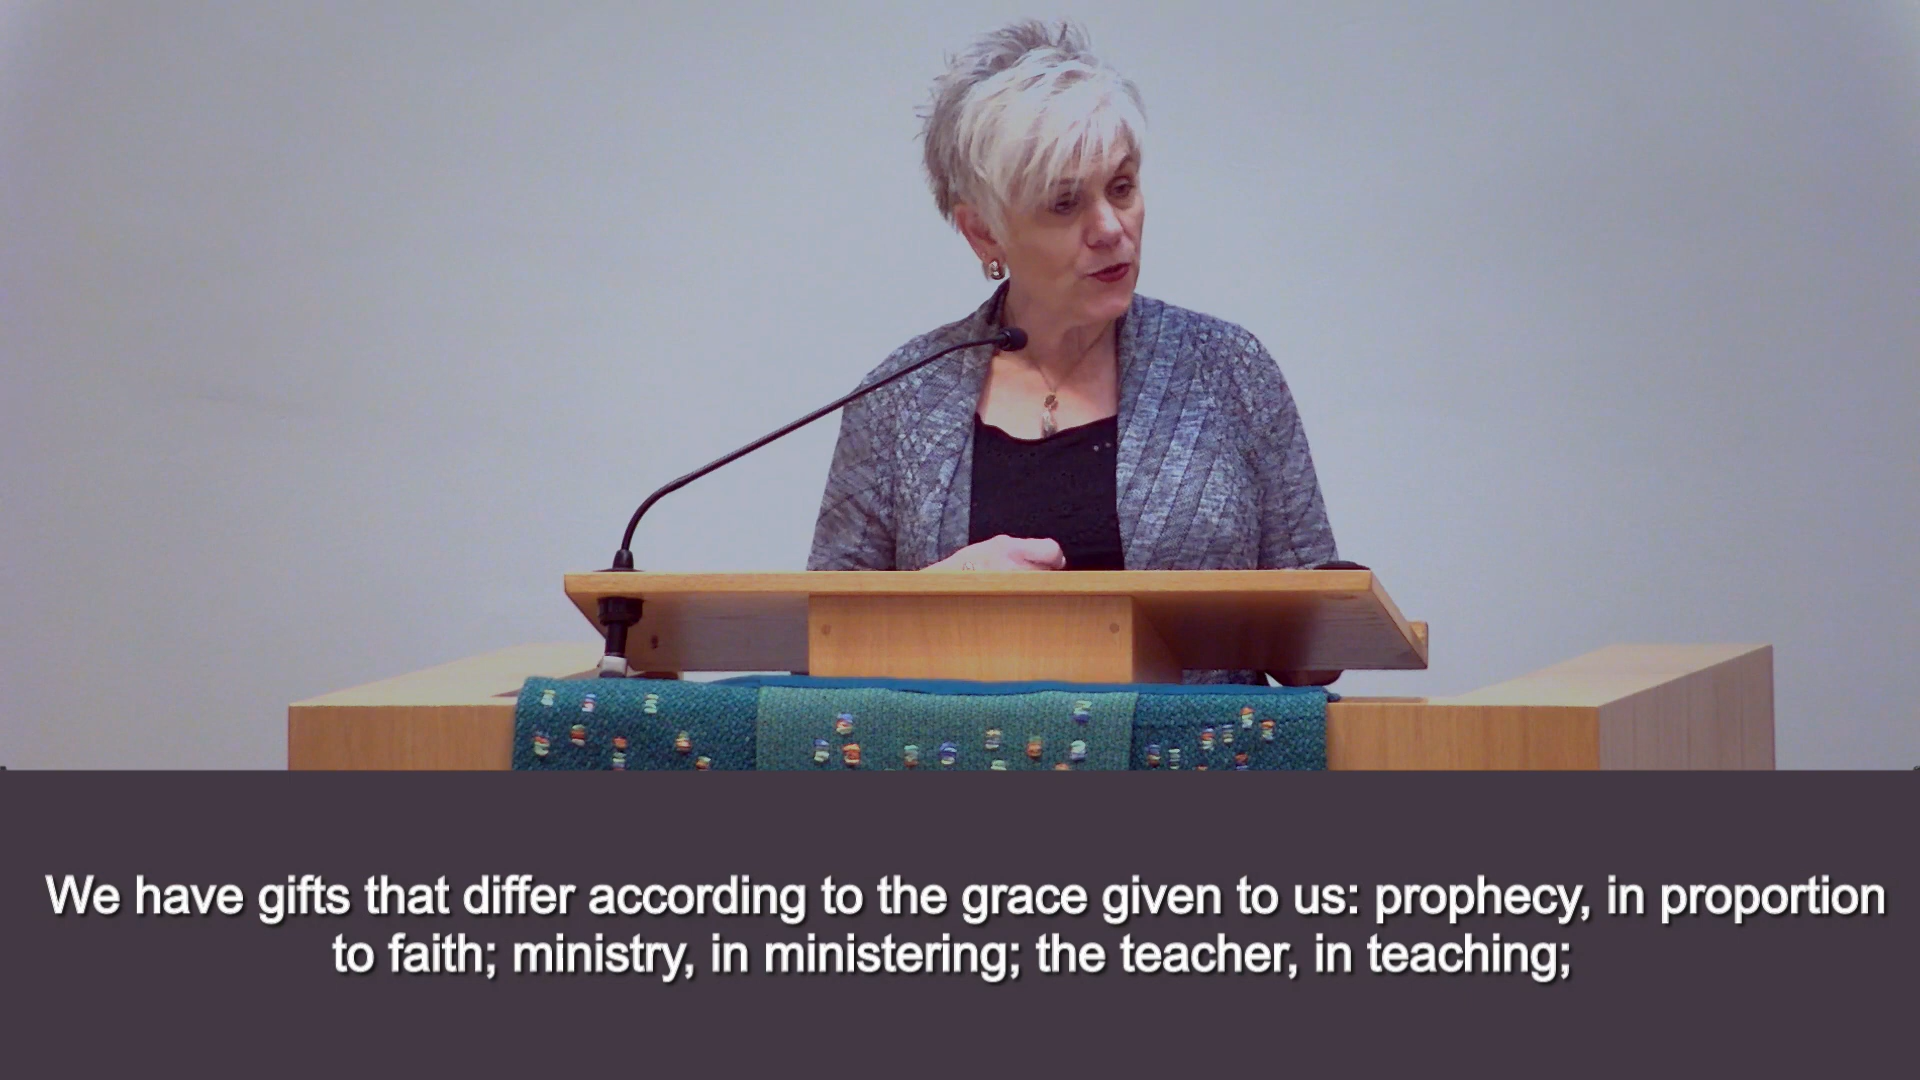 We have gifts that differ according to the grace given to us: prophecy, in proportion
to faith; ministry, in ministering; the teacher, in teaching;